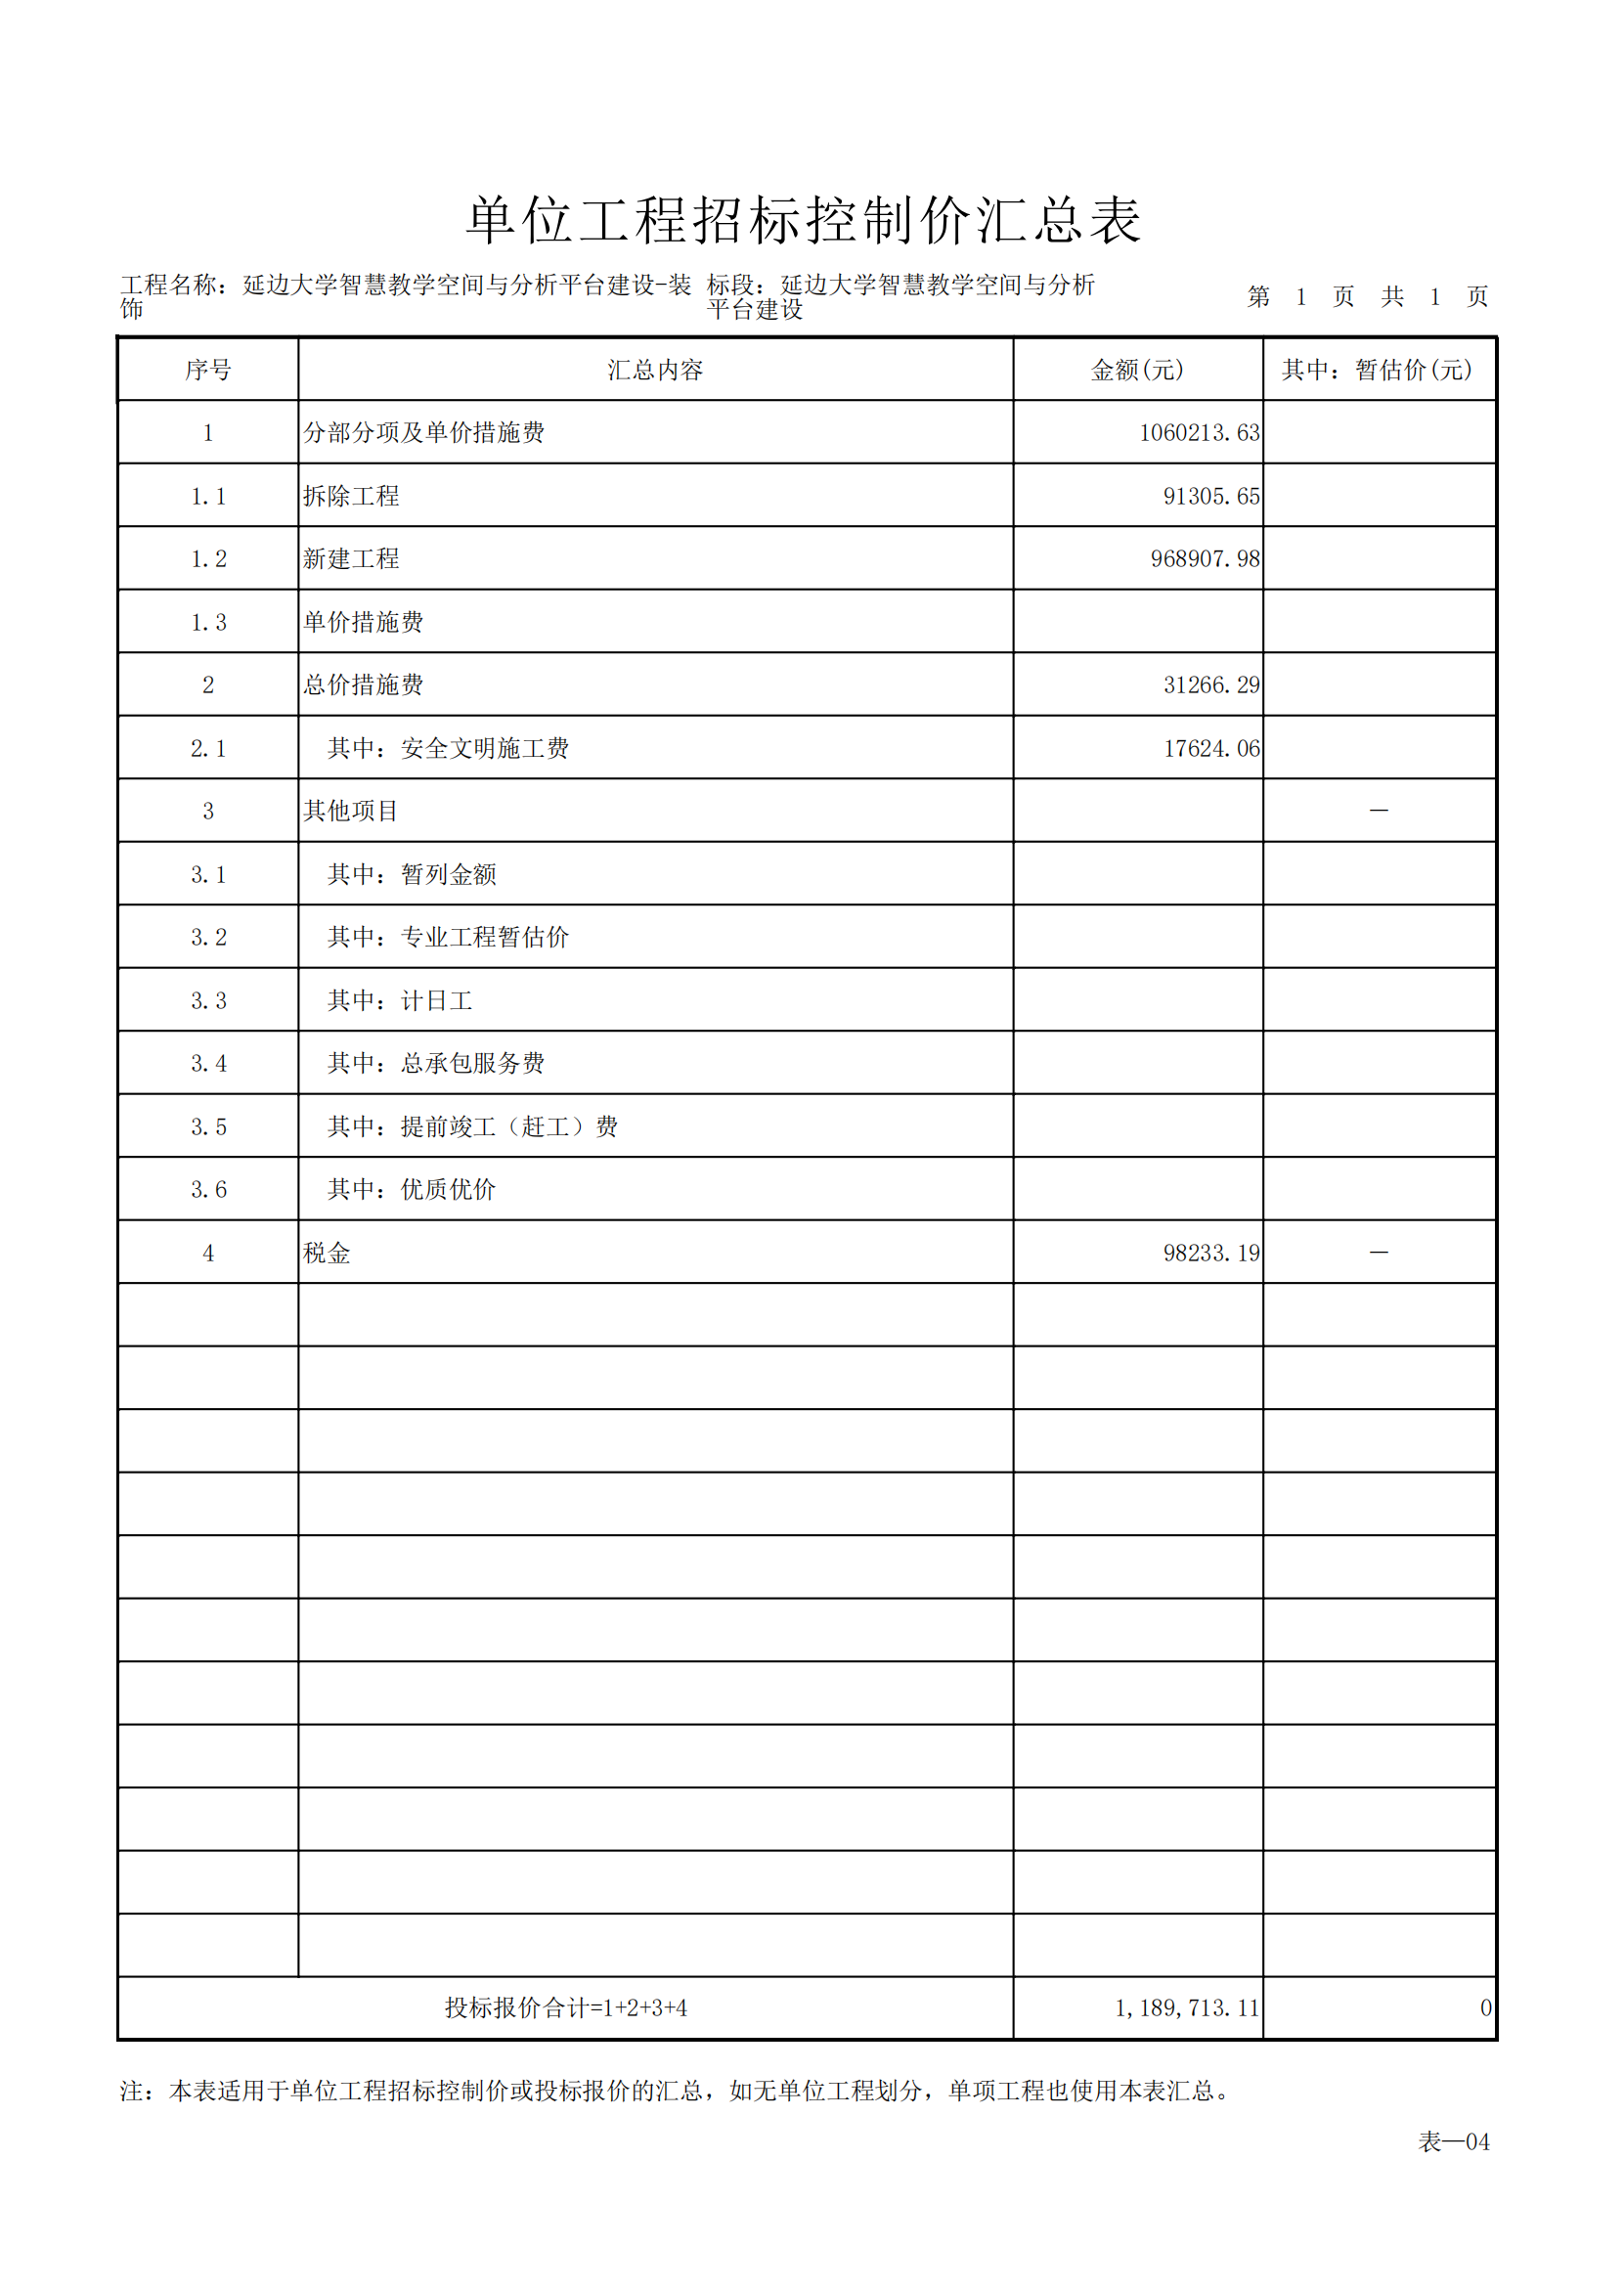 单位工程招标控制价汇总表
工程名称：延边大学智慧教学空间与分析平台建设-装饰 标段：延边大学智慧教学空间与分析平台建设 第 1 页 共 1 页
序号 汇总内容 金额(元) 其中：暂估价(元)
1 分部分项及单价措施费 1060213.63
1.1 拆除工程 91305.65
1.2 新建工程 968907.98
1.3 单价措施费
2 总价措施费 31266.29
2.1 其中：安全文明施工费 17624.06
3 其他项目 —
3.1 其中：暂列金额
3.2 其中：专业工程暂估价
3.3 其中：计日工
3.4 其中：总承包服务费
3.5 其中：提前竣工（赶工）费
3.6 其中：优质优价
4 税金 98233.19 —
投标报价合计=1+2+3+4 1,189,713.11 0
注：本表适用于单位工程招标控制价或投标报价的汇总，如无单位工程划分，单项工程也使用本表汇总。
表—04